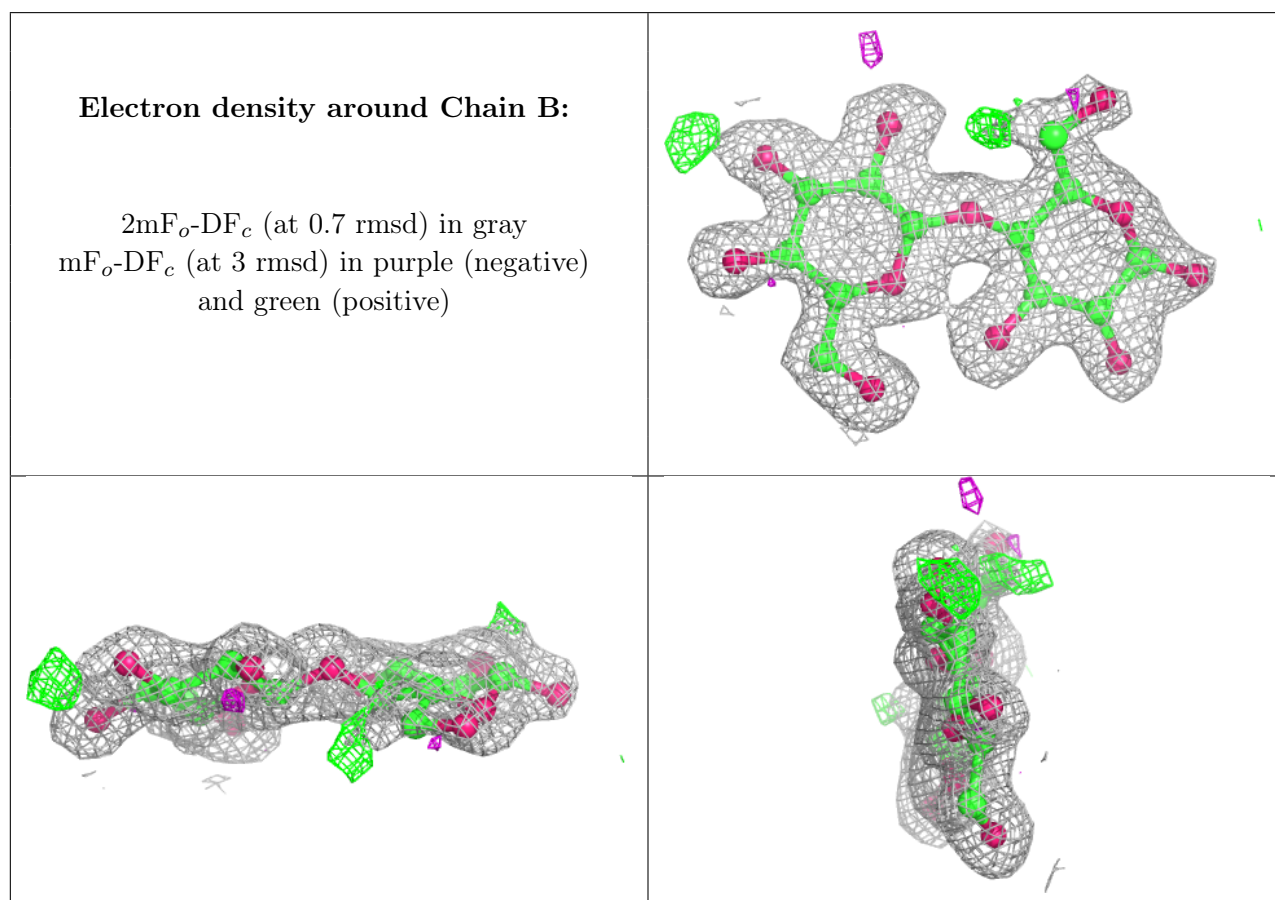 Electron density around Chain B:
2mFo-DFc (at 0.7 rmsd) in gray
mFo-DFc (at 3 rmsd) in purple (negative)
and green (positive)